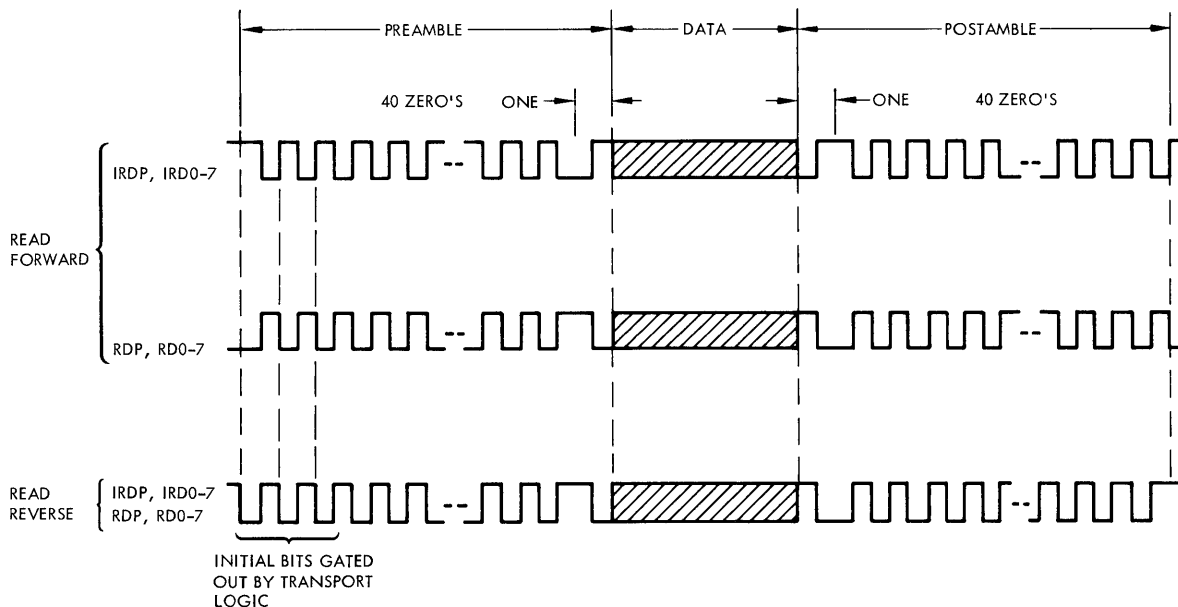 PREAMBLE DATA POSTAMBLE
40 ZERO'S ONE ONE 40 ZERO'S
READ
FORWARD
IRDP, IRD0-7
RDP, RD0-7
READ
REVERSE
IRDP, IRD0-7
RDP, RD0-7
INITIAL BITS GATED
OUT BY TRANSPORT
LOGIC